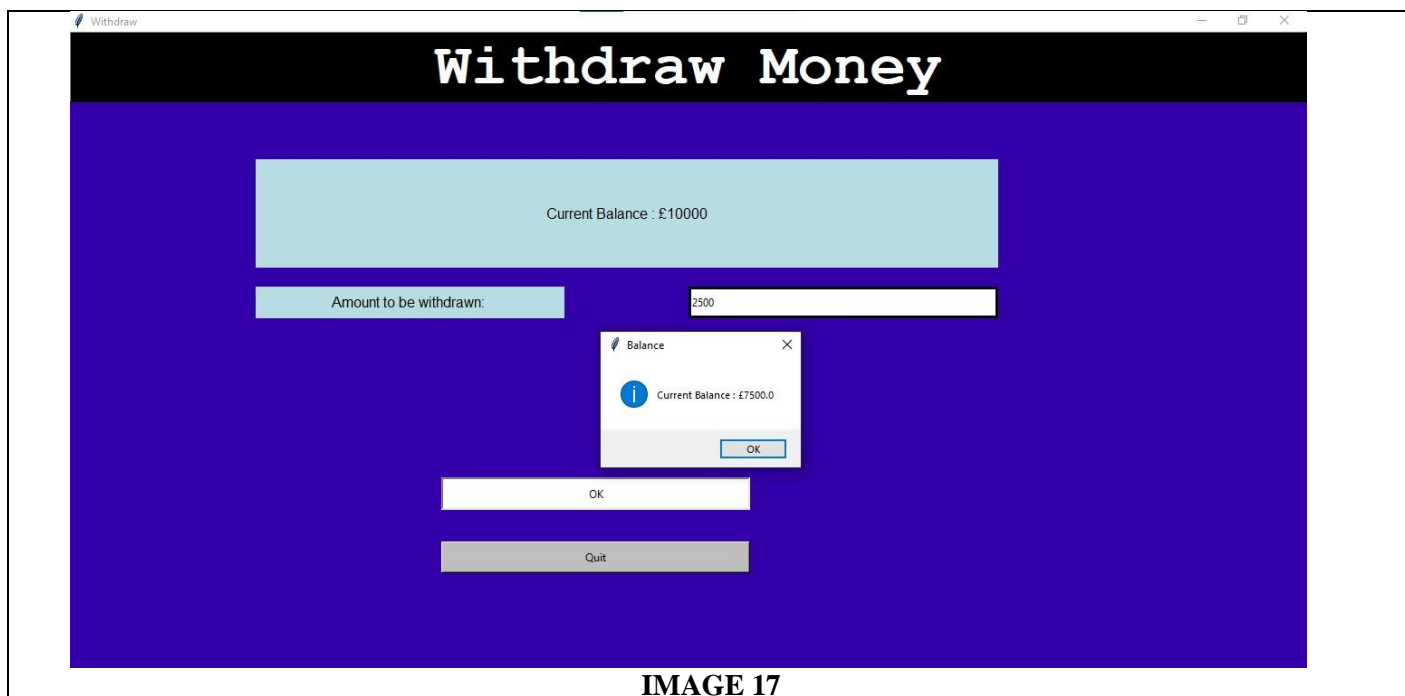 Withdraw
Withdraw Money
Current Balance : £10000
Amount to be withdrawn:
2500
Balance
Current Balance : £7500.0
OK
OK
Quit
IMAGE 17